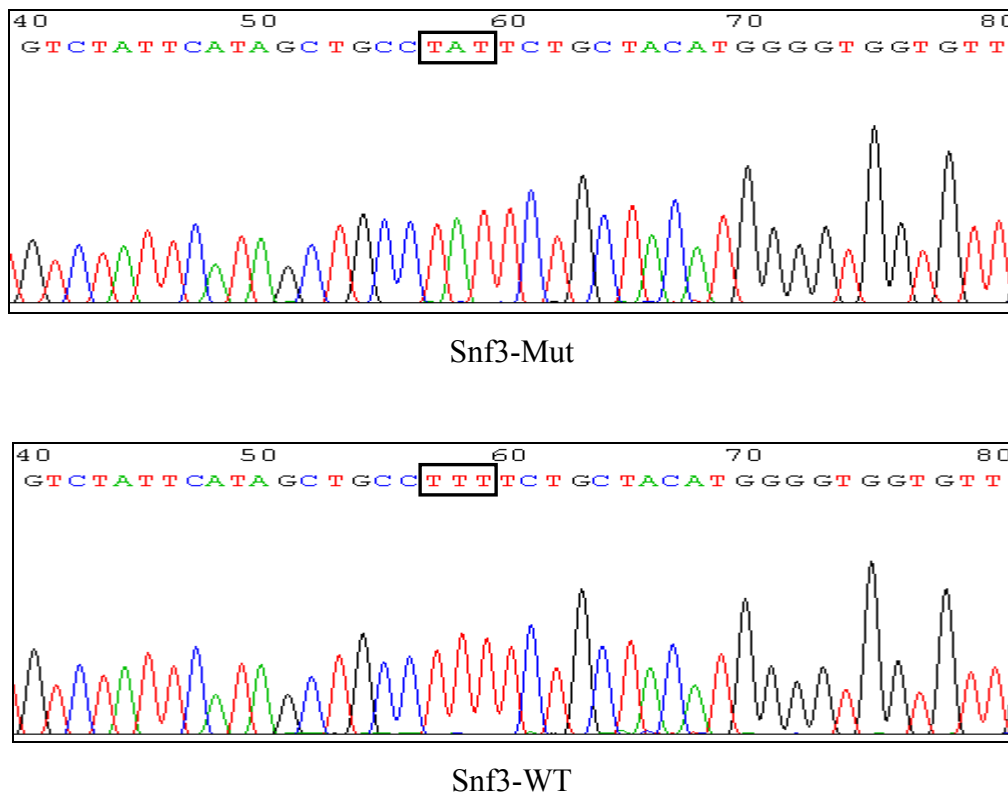 40 50 60 70 80
GTCTATTCATAGCTGCCTATTCTGCTACATGGGGTGGTGTT
Snf3-Mut
40 50 60 70 80
GTCTATTCATAGCTGCCTTTTCTGCTACATGGGGTGGTGTT
Snf3-WT